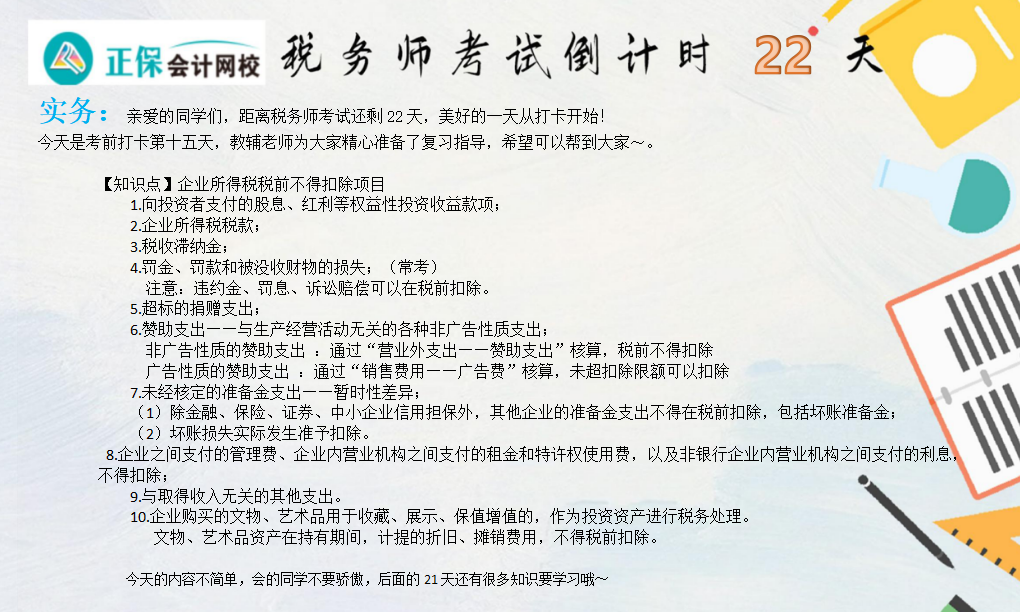 正保会计网校 税务师考试倒计时 22 天
实务：亲爱的同学们，距离税务师考试还剩22天，美好的一天从打卡开始！
今天是考前打卡第十五天，教辅老师为大家精心准备了复习指导，希望可以帮到大家～。
【知识点】企业所得税税前不得扣除项目
1.向投资者支付的股息、红利等权益性投资收益款项；
2.企业所得税税款；
3.税收滞纳金；
4.罚金、罚款和被没收财物的损失；（常考）
注意：违约金、罚息、诉讼赔偿可以在税前扣除。
5.超标的捐赠支出；
6.赞助支出——与生产经营活动无关的各种非广告性质支出；
非广告性质的赞助支出 ：通过“营业外支出——赞助支出”核算，税前不得扣除
广告性质的赞助支出 ：通过“销售费用——广告费”核算，未超扣除限额可以扣除
7.未经核定的准备金支出——暂时性差异；
（1）除金融、保险、证券、中小企业信用担保外，其他企业的准备金支出不得在税前扣除，包括坏账准备金；
（2）坏账损失实际发生准予扣除。
8.企业之间支付的管理费、企业内营业机构之间支付的租金和特许权使用费，以及非银行企业内营业机构之间支付的利息，
不得扣除；
9.与取得收入无关的其他支出。
10.企业购买的文物、艺术品用于收藏、展示、保值增值的，作为投资资产进行税务处理。
文物、艺术品资产在持有期间，计提的折旧、摊销费用，不得税前扣除。
今天的内容不简单，会的同学不要骄傲，后面的21天还有很多知识要学习哦～